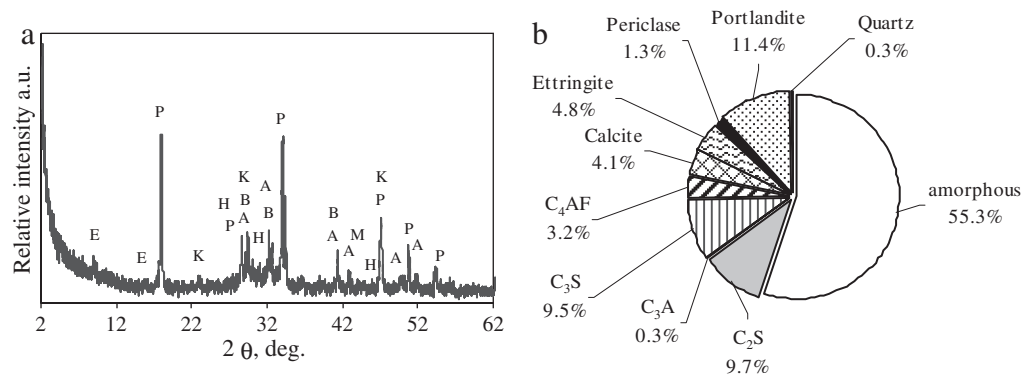 a
Relative intensity a.u.
E
E
P
K
H
P
K
B
A
H
A
B
P
B
A
M
A
H
K
P
A
P
A
P
2
12
22
32
42
52
62
2 θ, deg.
b
Periclase
1.3%
Portlandite
11.4%
Quartz
0.3%
Ettringite
4.8%
Calcite
4.1%
C₄AF
3.2%
C₃S
9.5%
C₃A
0.3%
C₂S
9.7%
amorphous
55.3%